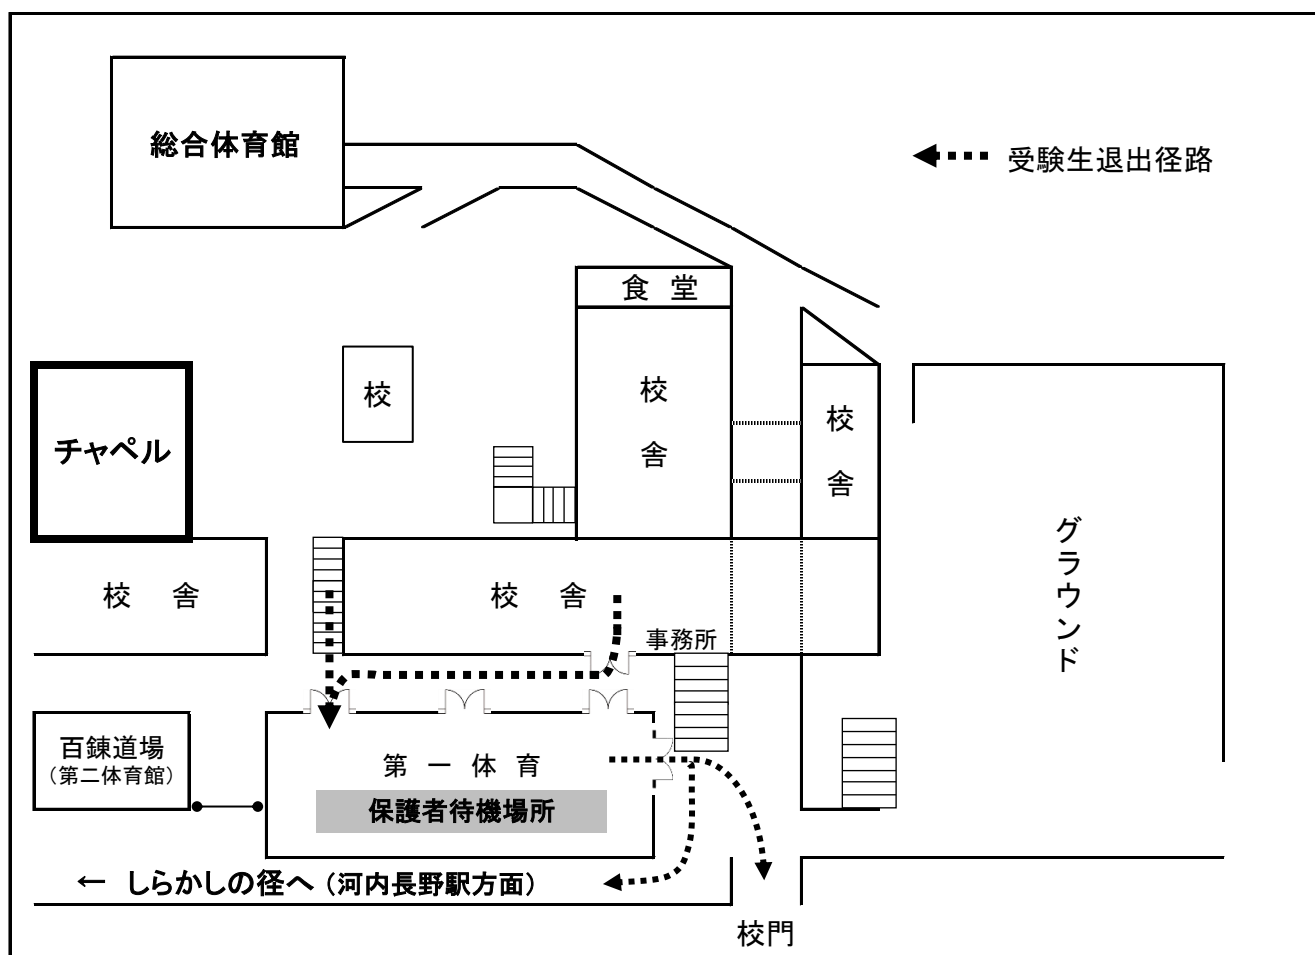 総合体育館
受験生退出径路
食 堂
校
舎
校
チャペル
校
舎
グラウンド
校 舎
校 舎
事務所
百錬道場
（第二体育館）
第 一 体 育
保護者待機場所
← しらかしの径へ（河内長野駅方面）
校門